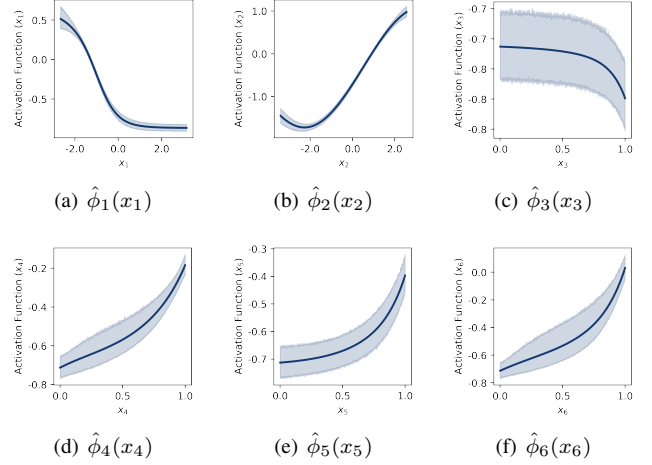 Activation Function (x₁)
0.5
0.0
-0.5
-2.0 0.0 2.0
x₁
(a) φ̂₁(x₁)
Activation Function (x₂)
1.0
0.0
-1.0
-2.0 0.0 2.0
x₂
(b) φ̂₂(x₂)
Activation Function (x₃)
-0.7
-0.7
-0.8
-0.8
-0.8
0.0 0.5 1.0
x₃
(c) φ̂₃(x₃)
Activation Function (x₄)
-0.2
-0.4
-0.6
-0.8
0.0 0.5 1.0
x₄
(d) φ̂₄(x₄)
Activation Function (x₅)
-0.3
-0.4
-0.5
-0.6
-0.7
0.0 0.5 1.0
x₅
(e) φ̂₅(x₅)
Activation Function (x₆)
0.0
-0.2
-0.4
-0.6
-0.8
0.0 0.5 1.0
x₆
(f) φ̂₆(x₆)